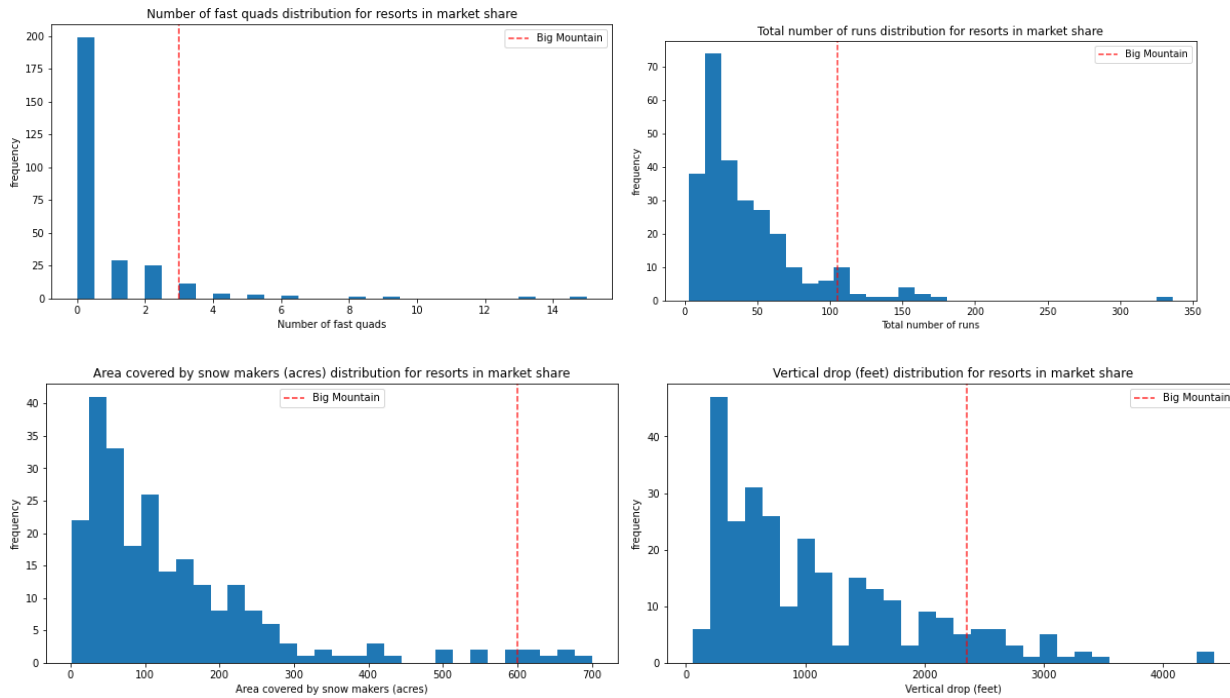 Number of fast quads distribution for resorts in market share
Big Mountain
frequency
200
175
150
125
100
75
50
25
0
0 2 4 6 8 10 12 14
Number of fast quads
Total number of runs distribution for resorts in market share
Big Mountain
frequency
70
60
50
40
30
20
10
0
0 50 100 150 200 250 300 350
Total number of runs
Area covered by snow makers (acres) distribution for resorts in market share
Big Mountain
frequency
40
35
30
25
20
15
10
5
0
0 100 200 300 400 500 600 700
Area covered by snow makers (acres)
Vertical drop (feet) distribution for resorts in market share
Big Mountain
frequency
40
30
20
10
0
0 1000 2000 3000 4000
Vertical drop (feet)